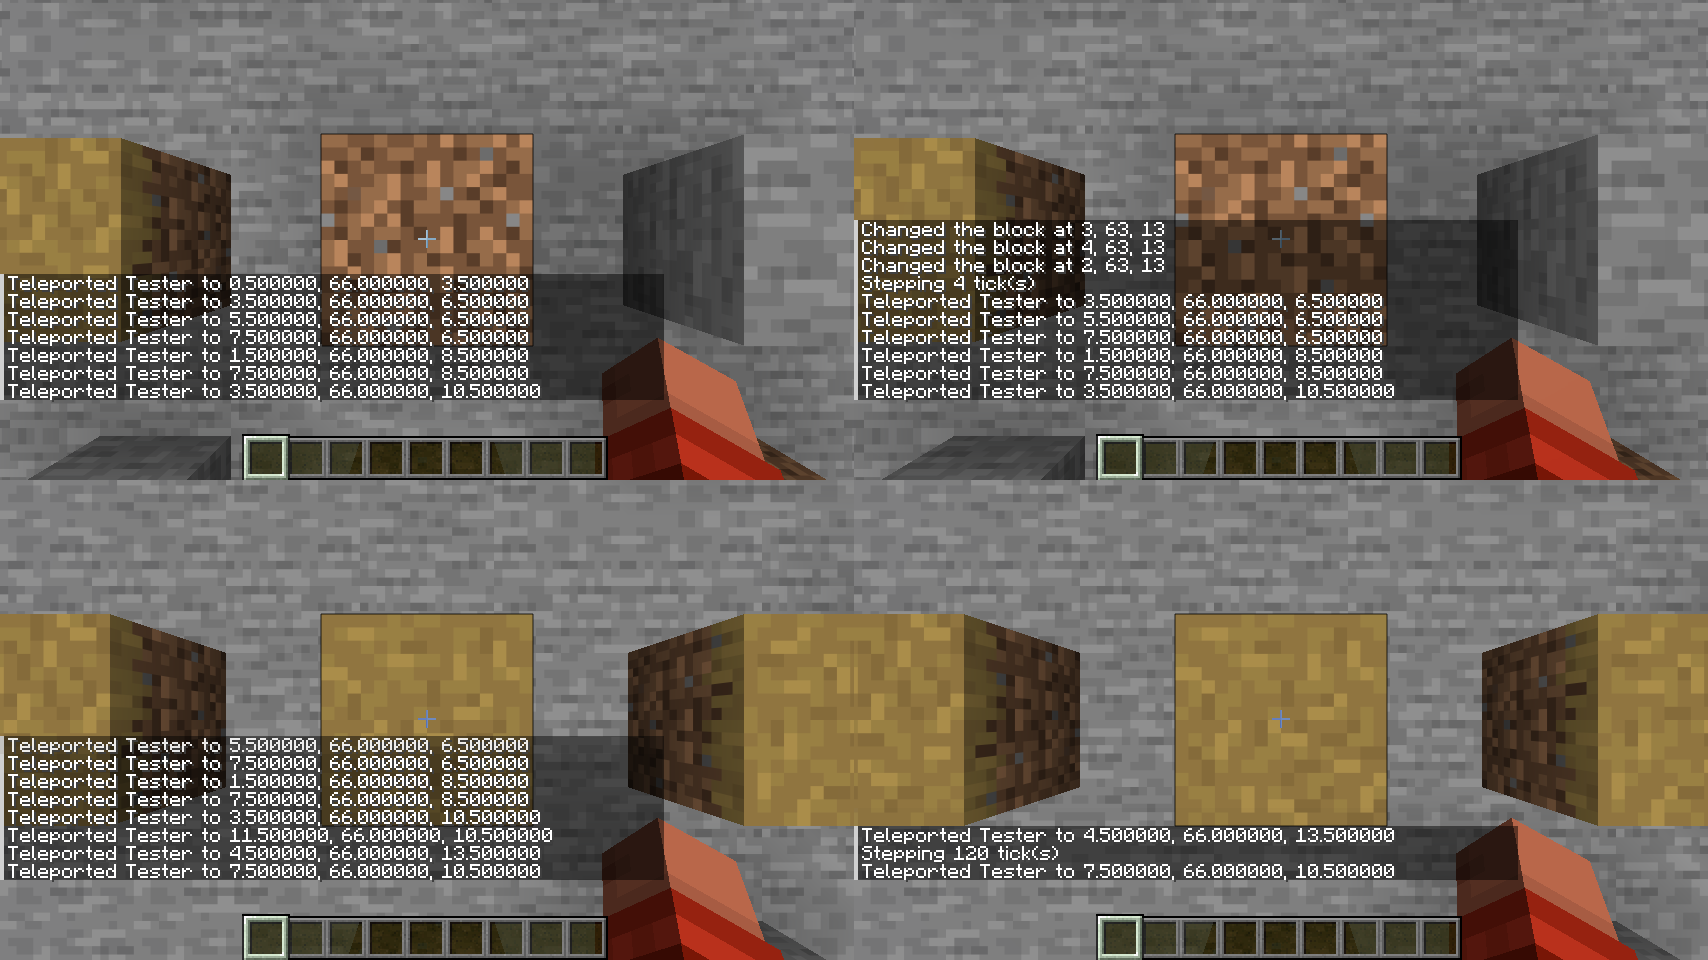 Teleported Tester to 0.500000, 66.000000, 3.500000
Teleported Tester to 3.500000, 66.000000, 6.500000
Teleported Tester to 5.500000, 66.000000, 6.500000
Teleported Tester to 7.500000, 66.000000, 6.500000
Teleported Tester to 1.500000, 66.000000, 8.500000
Teleported Tester to 7.500000, 66.000000, 8.500000
Teleported Tester to 3.500000, 66.000000, 10.500000
Changed the block at 3, 63, 13
Changed the block at 4, 63, 13
Changed the block at 2, 63, 13
Stepping 4 tick(s)
Teleported Tester to 3.500000, 66.000000, 6.500000
Teleported Tester to 5.500000, 66.000000, 6.500000
Teleported Tester to 7.500000, 66.000000, 6.500000
Teleported Tester to 1.500000, 66.000000, 8.500000
Teleported Tester to 7.500000, 66.000000, 8.500000
Teleported Tester to 3.500000, 66.000000, 10.500000
Teleported Tester to 5.500000, 66.000000, 6.500000
Teleported Tester to 7.500000, 66.000000, 6.500000
Teleported Tester to 1.500000, 66.000000, 8.500000
Teleported Tester to 7.500000, 66.000000, 8.500000
Teleported Tester to 3.500000, 66.000000, 10.500000
Teleported Tester to 11.500000, 66.000000, 10.500000
Teleported Tester to 4.500000, 66.000000, 13.500000
Teleported Tester to 7.500000, 66.000000, 10.500000
Teleported Tester to 4.500000, 66.000000, 13.500000
Stepping 120 tick(s)
Teleported Tester to 7.500000, 66.000000, 10.500000